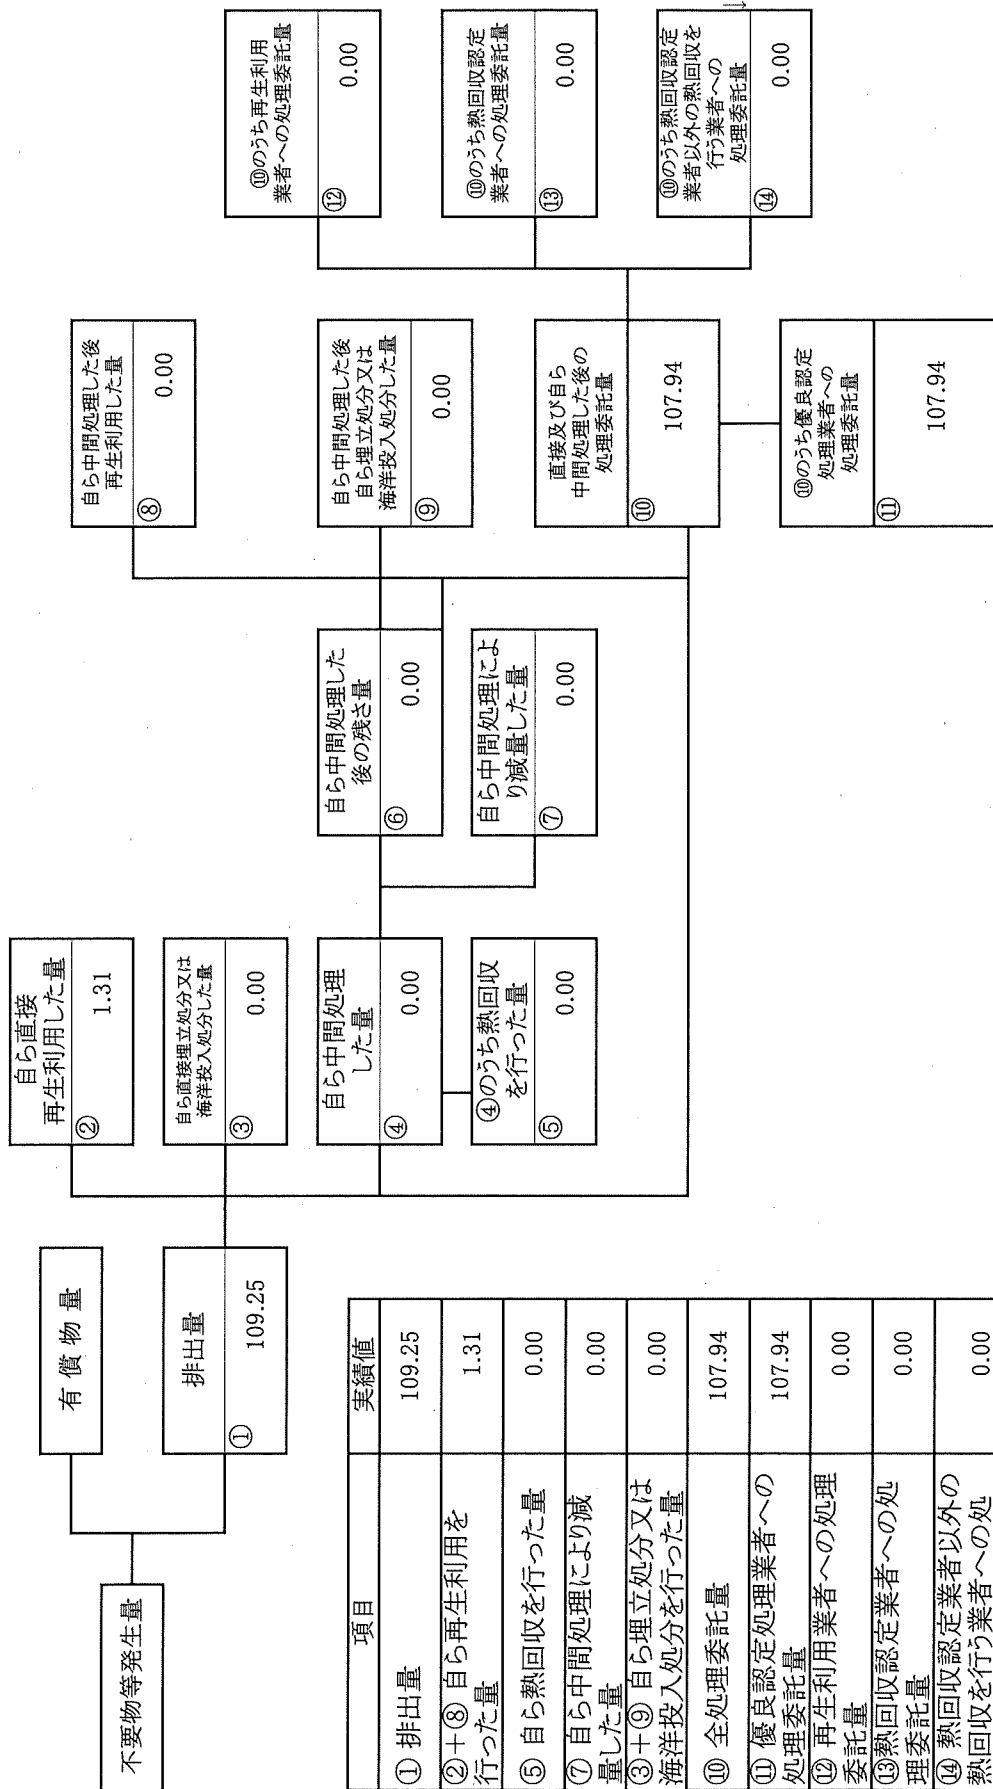 不要物等発生量
有 償 物 量
排出量
①
109.25
自ら直接
再生利用した量
②
1.31
自ら直接埋立処分又は
海洋投入処分した量
③
0.00
自ら中間処理
した量
④
0.00
④のうち熱回収
を行った量
⑤
0.00
自ら中間処理した
後の残さ量
⑥
0.00
自ら中間処理によ
り減量した量
⑦
0.00
自ら中間処理した後
再生利用した量
⑧
0.00
自ら中間処理した後
自ら埋立処分又は
海洋投入処分した量
⑨
0.00
直接及び自ら
中間処理した後の
処理委託量
⑩
107.94
⑩のうち優良認定
処理業者への
処理委託量
⑪
107.94
⑩のうち再生利用
業者への処理委託量
⑫
0.00
⑩のうち熱回収認定
業者への処理委託量
⑬
0.00
⑩のうち熱回収認定
業者以外の熱回収を
行う業者への
処理委託量
⑭
0.00
項目 実績値
① 排出量 109.25
②+⑧ 自ら再生利用を
行った量 1.31
⑤ 自ら熱回収を行った量 0.00
⑦ 自ら中間処理により減
量した量 0.00
③+⑨ 自ら埋立処分又は
海洋投入処分を行った量 0.00
⑩ 全処理委託量 107.94
⑪ 優良認定処理業者への
処理委託量 107.94
⑫ 再生利用業者への処理
委託量 0.00
⑬熱回収認定業者への処
理委託量 0.00
⑭ 熱回収認定業者以外の
熱回収を行う業者への処 0.00